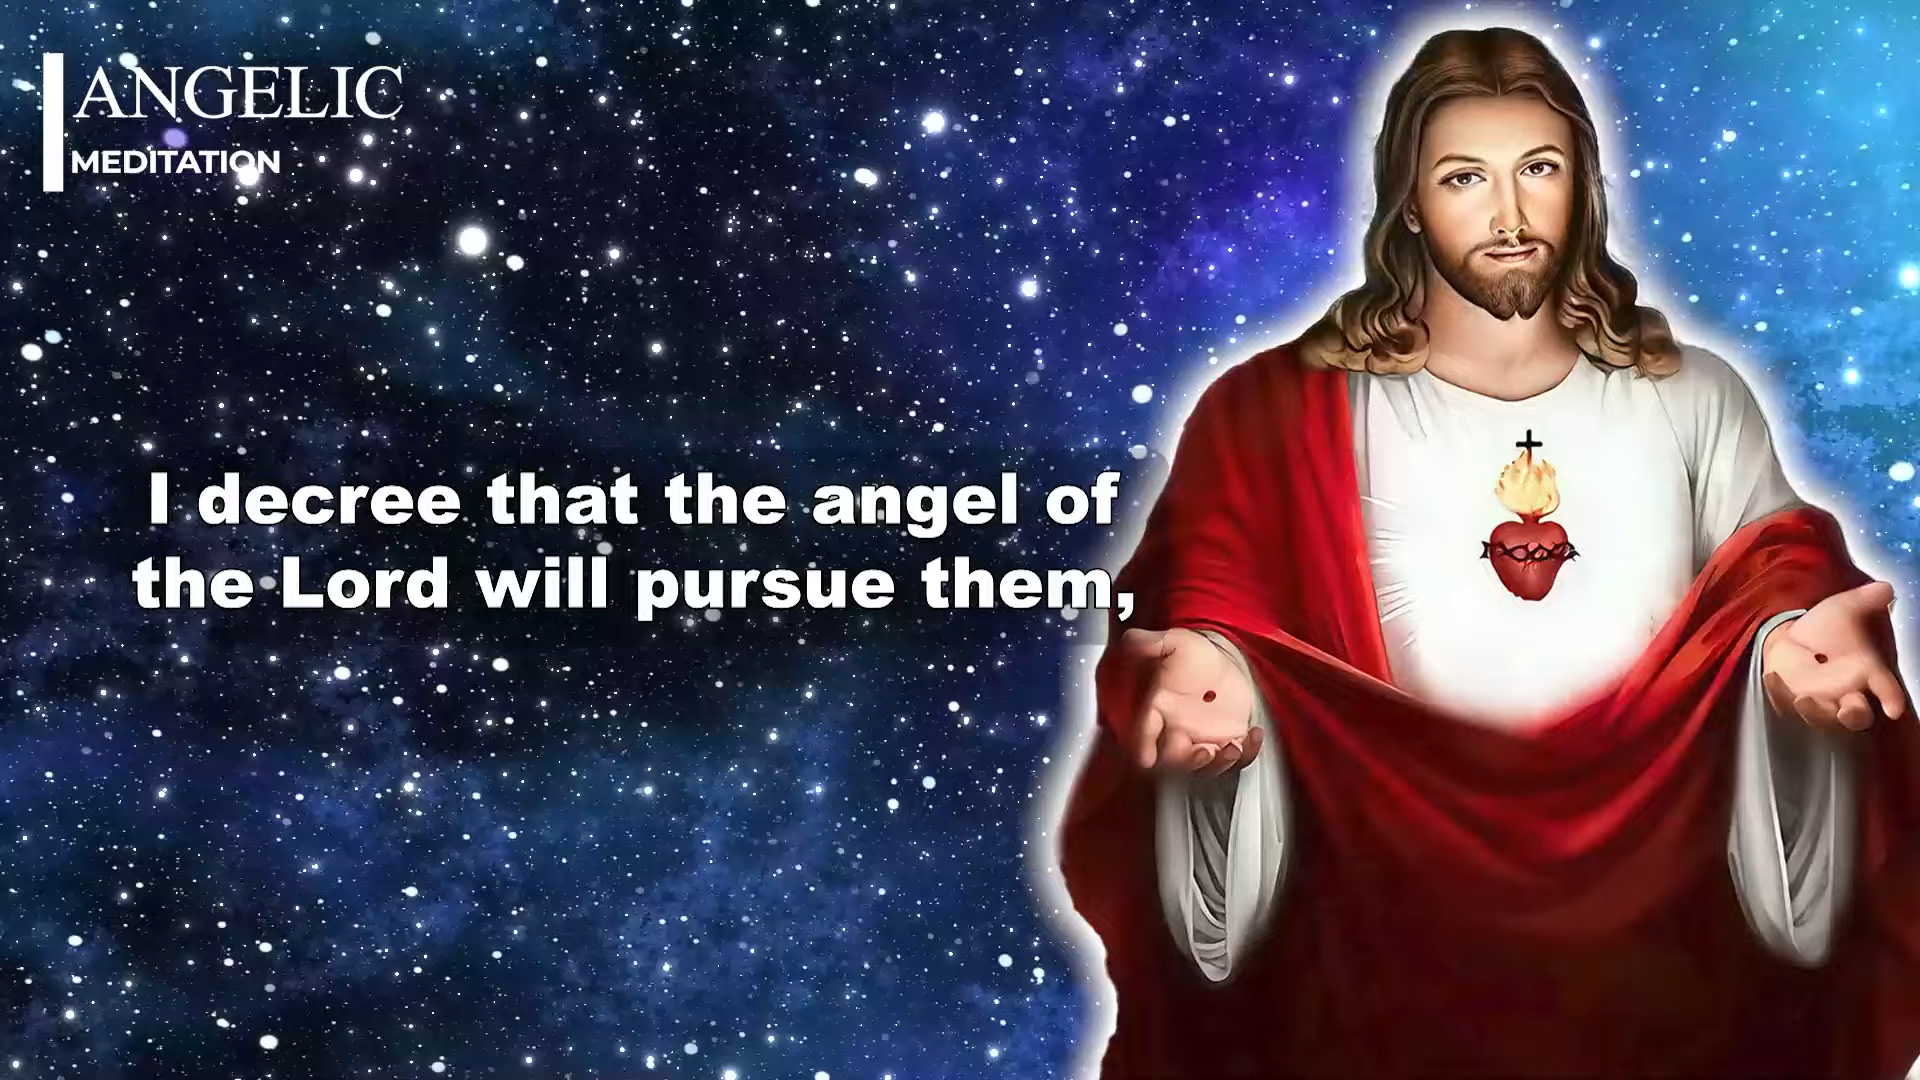 ANGELIC
MEDITATION
I decree that the angel of
the Lord will pursue them,